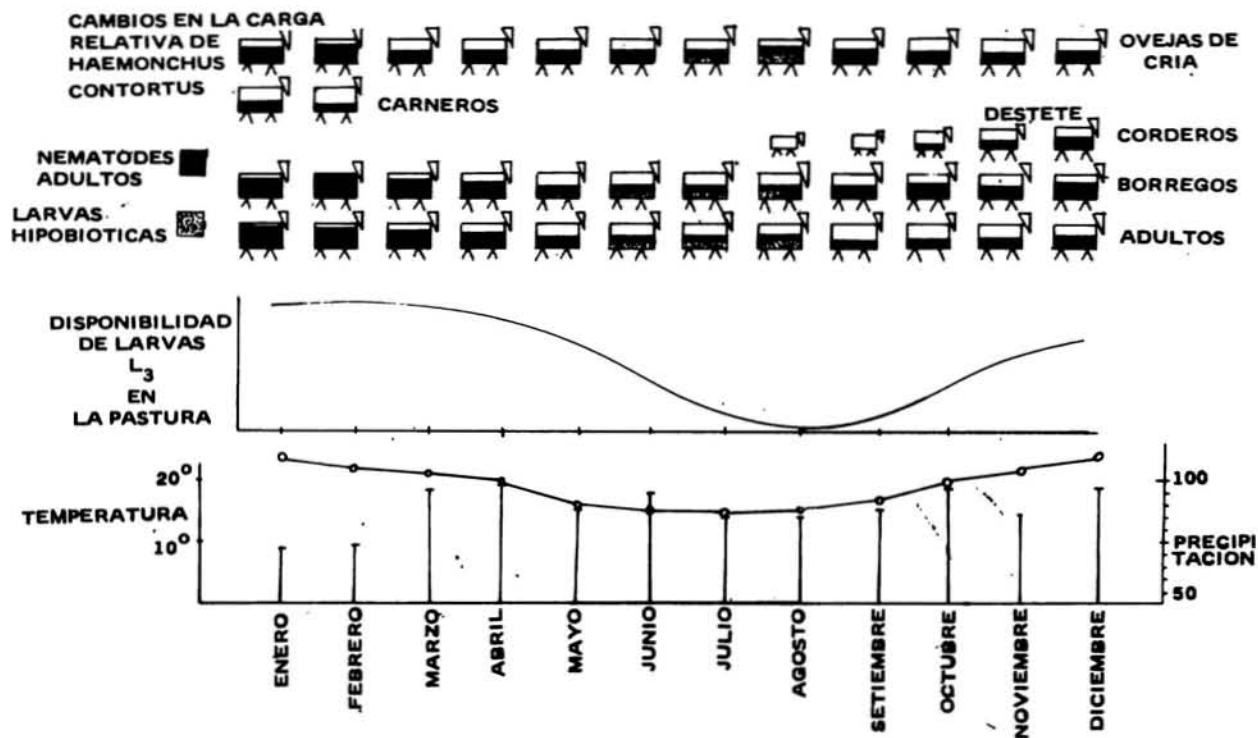 CAMBIOS EN LA CARGA
RELATIVA DE
HAEMONCHUS
CONTORTUS
OVEJAS DE
CRIA
CARNEROS
DESTETE
CORDEROS
NEMATODES
ADULTOS
BORREGOS
LARVAS
HIPOBIOTICAS
ADULTOS
DISPONIBILIDAD
DE LARVAS
L₃
EN
LA PASTURA
20°
TEMPERATURA
10°
100
PRECIPI
TACION
50
ENERO
FEBRERO
MARZO
ABRIL
MAYO
JUNIO
JULIO
AGOSTO
SETIEMBRE
OCTUBRE
NOVIEMBRE
DICIEMBRE